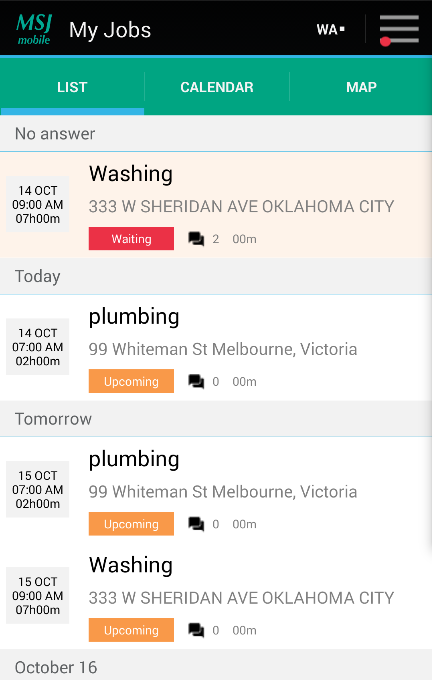 MSJ
mobile
My Jobs
WA
LIST
CALENDAR
MAP
No answer
14 OCT
09:00 AM
07h00m
Washing
333 W SHERIDAN AVE OKLAHOMA CITY
Waiting
2
00m
Today
14 OCT
07:00 AM
02h00m
plumbing
99 Whiteman St Melbourne, Victoria
Upcoming
0
00m
Tomorrow
15 OCT
07:00 AM
02h00m
plumbing
99 Whiteman St Melbourne, Victoria
Upcoming
0
00m
15 OCT
09:00 AM
07h00m
Washing
333 W SHERIDAN AVE OKLAHOMA CITY
Upcoming
0
00m
October 16